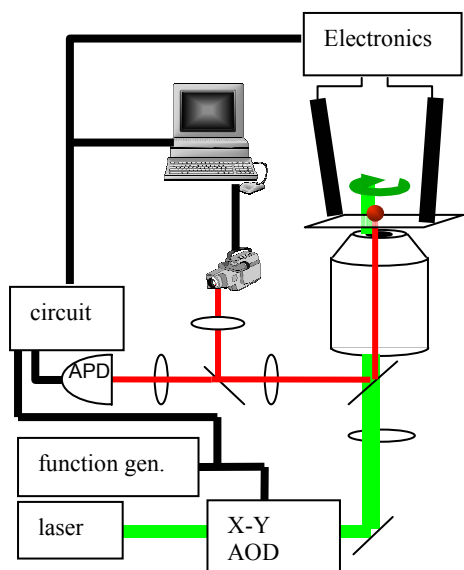 Electronics
circuit
APD
function gen.
laser
X-Y
AOD